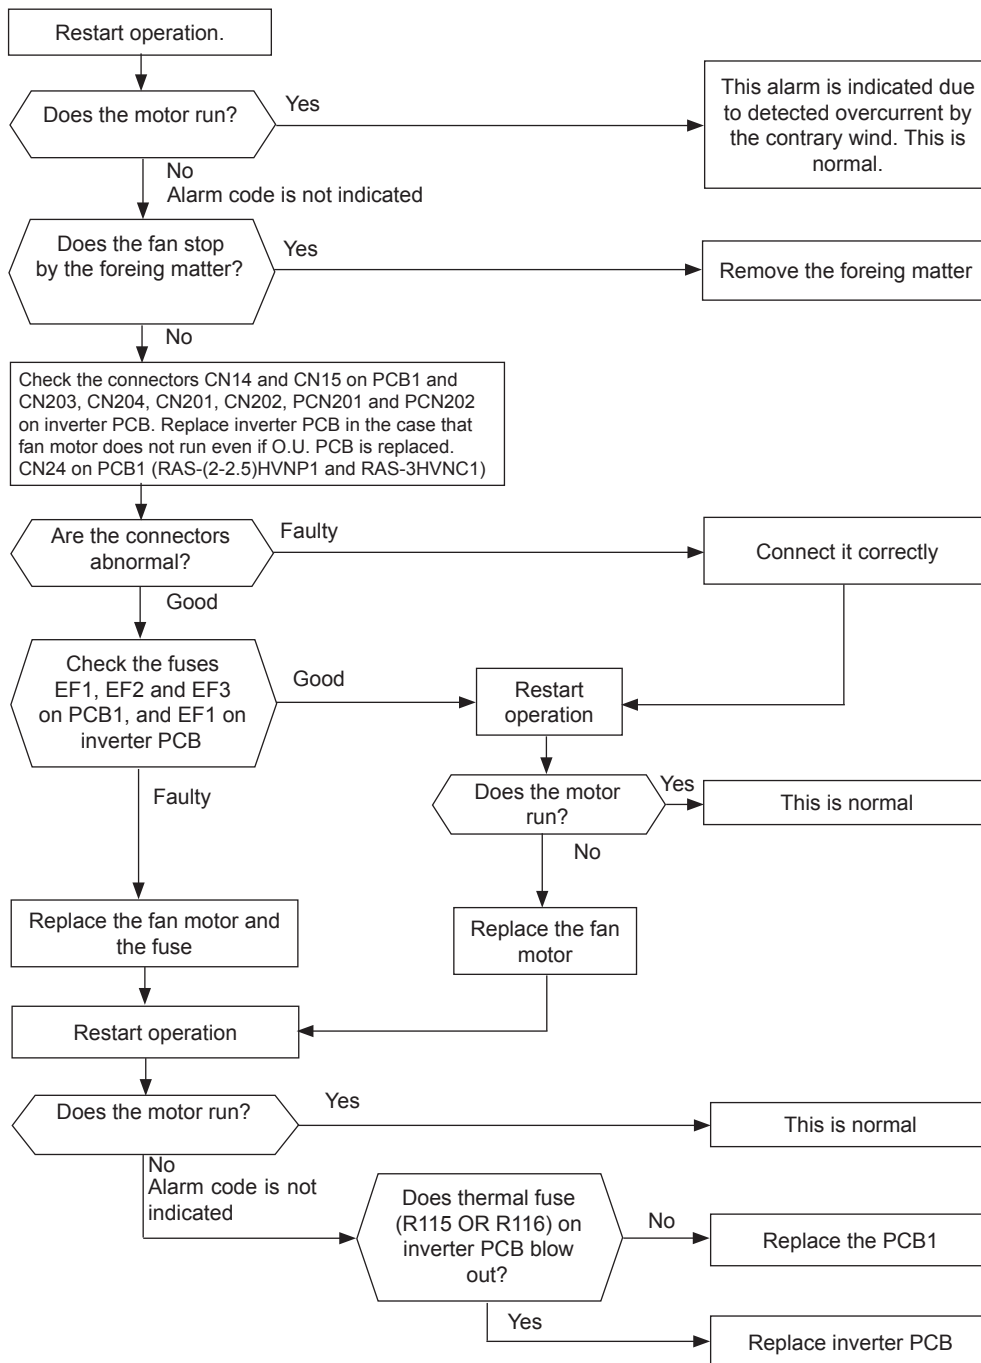 Restart operation.
Does the motor run?
Yes
This alarm is indicated due
to detected overcurrent by
the contrary wind. This is
normal.
No
Alarm code is not indicated
Does the fan stop
by the foreing matter?
Yes
Remove the foreing matter
No
Check the connectors CN14 and CN15 on PCB1 and
CN203, CN204, CN201, CN202, PCN201 and PCN202
on inverter PCB. Replace inverter PCB in the case that
fan motor does not run even if O.U. PCB is replaced.
CN24 on PCB1 (RAS-(2-2.5)HVNP1 and RAS-3HVNC1)
Are the connectors
abnormal?
Faulty
Connect it correctly
Good
Check the fuses
EF1, EF2 and EF3
on PCB1, and EF1 on
inverter PCB
Good
Restart
operation
Faulty
Does the motor
run?
Yes
This is normal
No
Replace the fan motor and
the fuse
Replace the fan
motor
Restart operation
Does the motor run?
Yes
This is normal
No
Alarm code is not
indicated
Does thermal fuse
(R115 OR R116) on
inverter PCB blow
out?
No
Replace the PCB1
Yes
Replace inverter PCB